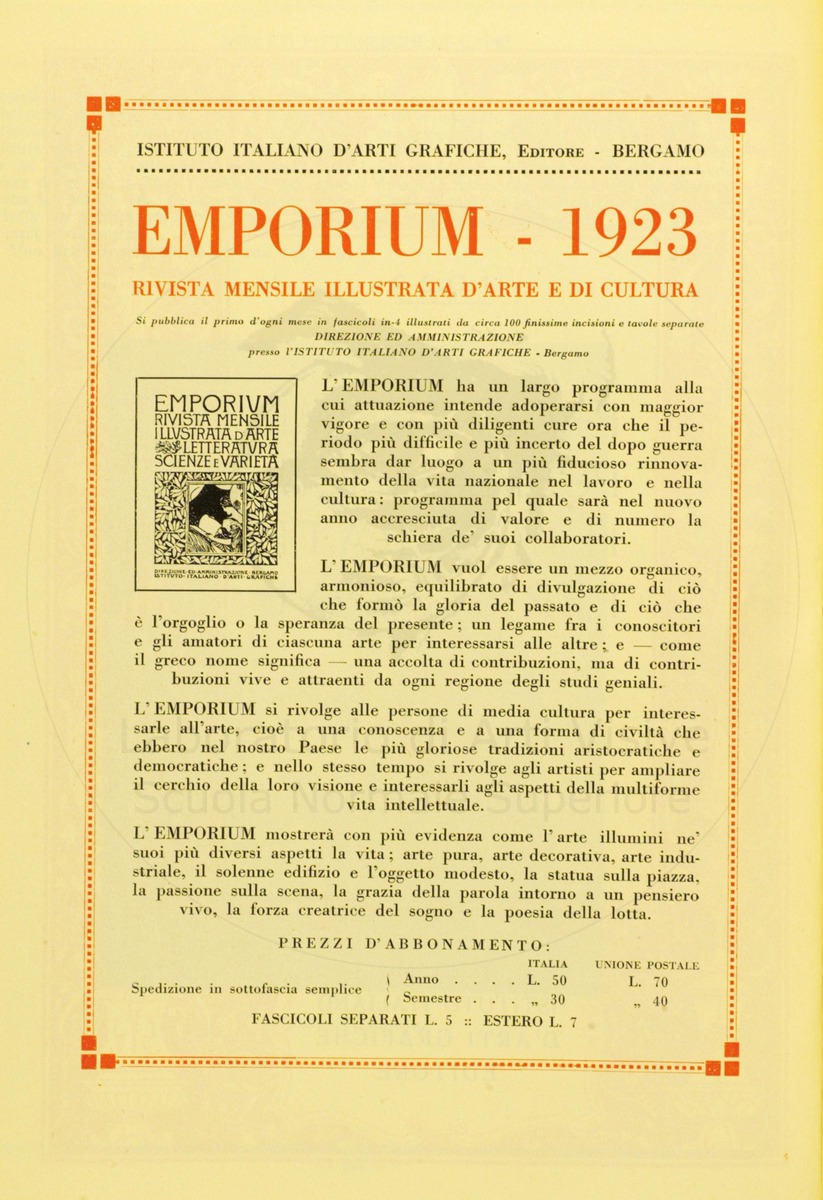 ISTITUTO ITALIANO D'ARTI GRAFICHE, EDITORE - BERGAMO
EMPORIUM - 1923
RIVISTA MENSILE ILLUSTRATA D'ARTE E DI CULTURA
Si pubblica il primo d'ogni mese in fascicoli in-4 illustrati da circa 100 finissime incisioni e tavole separate
DIREZIONE ED AMMINISTRAZIONE
presso l'ISTITUTO ITALIANO D'ARTI GRAFICHE - Bergamo
EMPORIVM
RIVISTA MENSILE
ILLVSTRATA D'ARTE
LETTERATVRA
SCIENZE E VARIETA
DIREZIONE·ED·AMMINISTRAZIONE BERGAMO
ISTITUTO·ITALIANO D'ARTI GRAFICHE
L'EMPORIUM ha un largo programma alla
cui attuazione intende adoperarsi con maggior
vigore e con più diligenti cure ora che il pe-
riodo più difficile e più incerto del dopo guerra
sembra dar luogo a un più fiducioso rinnova-
mento della vita nazionale nel lavoro e nella
cultura: programma pel quale sarà nel nuovo
anno accresciuta di valore e di numero la
schiera de' suoi collaboratori.
L'EMPORIUM vuol essere un mezzo organico,
armonioso, equilibrato di divulgazione di ciò
che formò la gloria del passato e di ciò che
è l'orgoglio o la speranza del presente; un legame fra i conoscitori
e gli amatori di ciascuna arte per interessarsi alle altre; e — come
il greco nome significa — una accolta di contribuzioni, ma di contri-
buzioni vive e attraenti da ogni regione degli studi geniali.
L'EMPORIUM si rivolge alle persone di media cultura per interes-
sarle all'arte, cioè a una conoscenza e a una forma di civiltà che
ebbero nel nostro Paese le più gloriose tradizioni aristocratiche e
democratiche; e nello stesso tempo si rivolge agli artisti per ampliare
il cerchio della loro visione e interessarli agli aspetti della multiforme
vita intellettuale.
L'EMPORIUM mostrerà con più evidenza come l'arte illumini ne'
suoi più diversi aspetti la vita; arte pura, arte decorativa, arte indu-
striale, il solenne edifizio e l'oggetto modesto, la statua sulla piazza,
la passione sulla scena, la grazia della parola intorno a un pensiero
vivo, la forza creatrice del sogno e la poesia della lotta.
PREZZI D'ABBONAMENTO:
ITALIA UNIONE POSTALE
Spedizione in sottofascia semplice
Anno . . . . L. 50 L. 70
Semestre . . . „ 30 „ 40
FASCICOLI SEPARATI L. 5 :: ESTERO L. 7